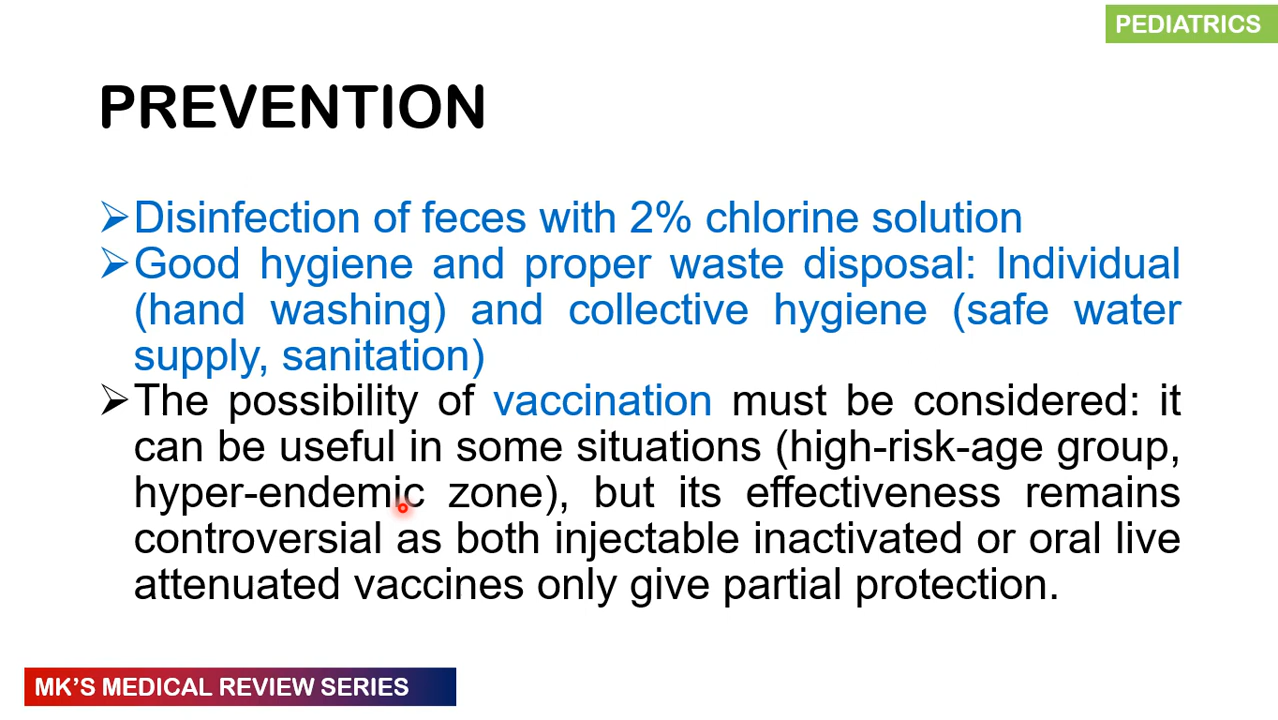 PEDIATRICS
PREVENTION
➢Disinfection of feces with 2% chlorine solution
➢Good hygiene and proper waste disposal: Individual
(hand washing) and collective hygiene (safe water
supply, sanitation)
➢The possibility of vaccination must be considered: it
can be useful in some situations (high-risk-age group,
hyper-endemic zone), but its effectiveness remains
controversial as both injectable inactivated or oral live
attenuated vaccines only give partial protection.
MK'S MEDICAL REVIEW SERIES